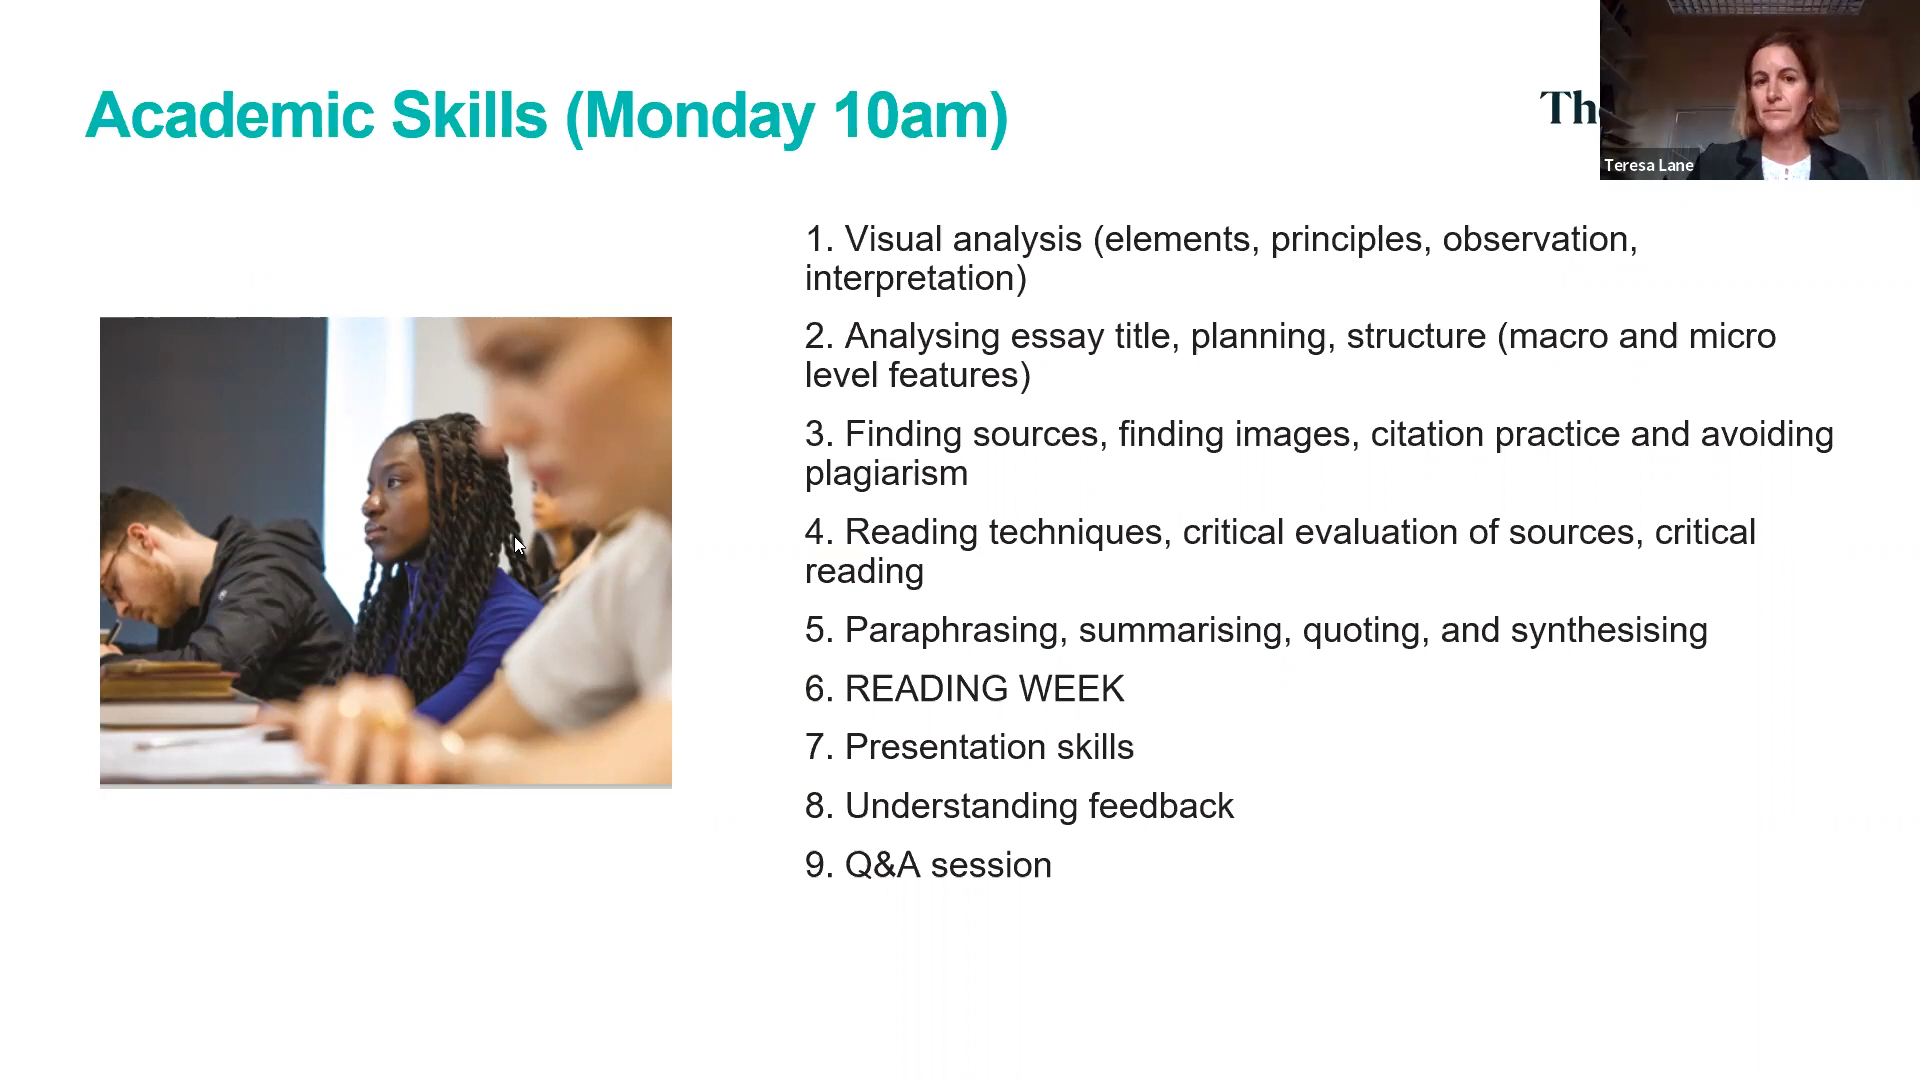 Academic Skills (Monday 10am)
Teresa Lane
1. Visual analysis (elements, principles, observation,
interpretation)
2. Analysing essay title, planning, structure (macro and micro
level features)
3. Finding sources, finding images, citation practice and avoiding
plagiarism
4. Reading techniques, critical evaluation of sources, critical
reading
5. Paraphrasing, summarising, quoting, and synthesising
6. READING WEEK
7. Presentation skills
8. Understanding feedback
9. Q&A session